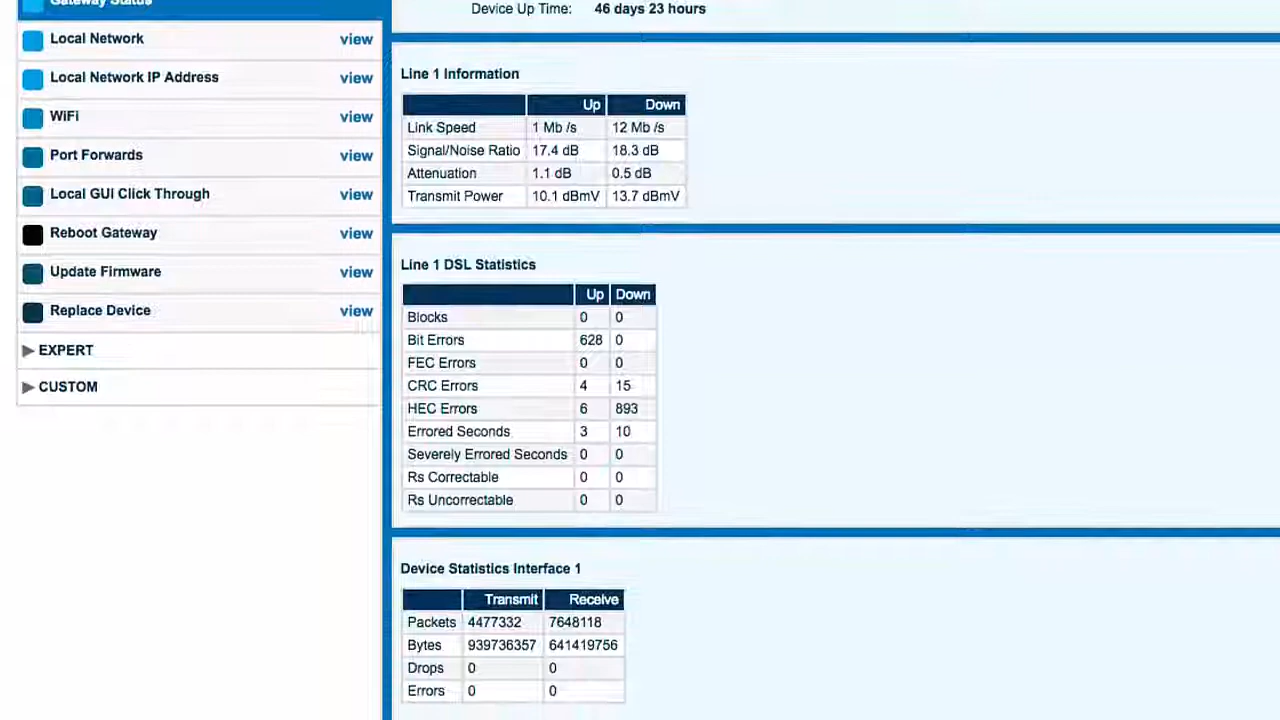 Gateway Status
Device Up Time: 46 days 23 hours
Local Network view
Local Network IP Address view
WiFi view
Port Forwards view
Local GUI Click Through view
Reboot Gateway view
Update Firmware view
Replace Device view
▶ EXPERT
▶ CUSTOM
Line 1 Information
Up Down
Link Speed 1 Mb /s 12 Mb /s
Signal/Noise Ratio 17.4 dB 18.3 dB
Attenuation 1.1 dB 0.5 dB
Transmit Power 10.1 dBmV 13.7 dBmV
Line 1 DSL Statistics
Up Down
Blocks 0 0
Bit Errors 628 0
FEC Errors 0 0
CRC Errors 4 15
HEC Errors 6 893
Errored Seconds 3 10
Severely Errored Seconds 0 0
Rs Correctable 0 0
Rs Uncorrectable 0 0
Device Statistics Interface 1
Transmit Receive
Packets 4477332 7648118
Bytes 939736357 641419756
Drops 0 0
Errors 0 0